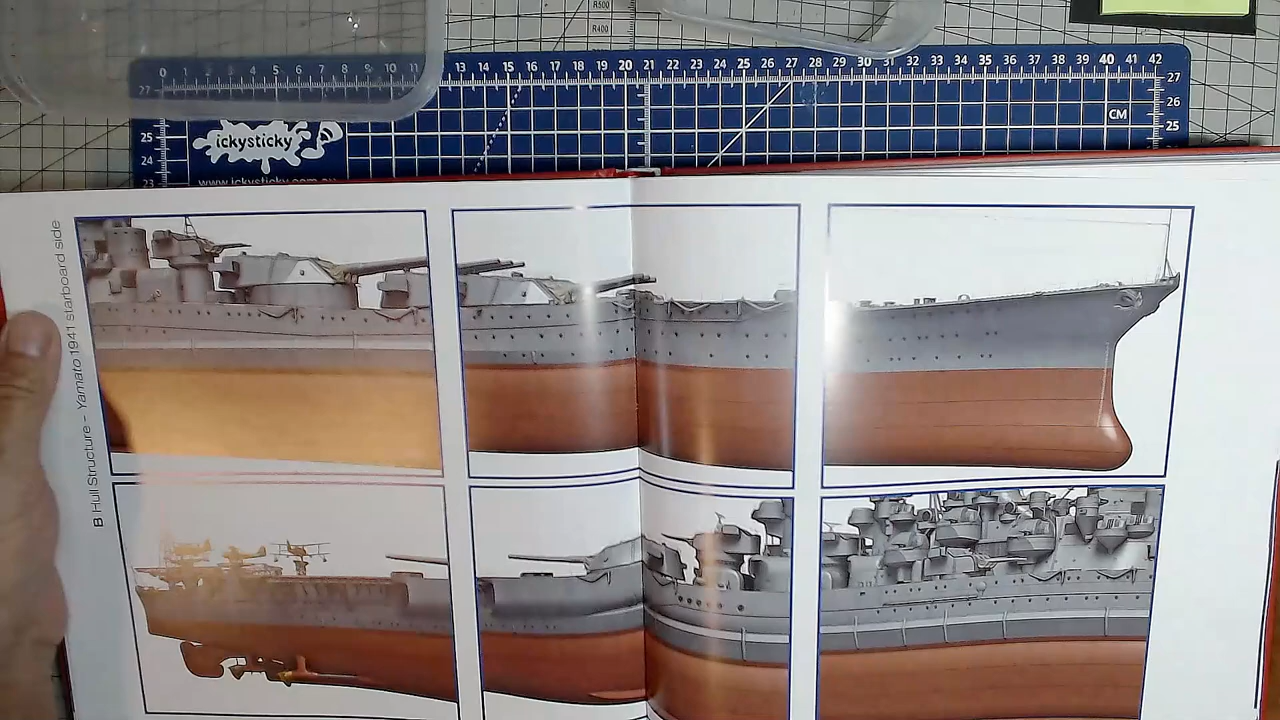 R500
R400
0 1 2 3 4 5 6 7 8 9 10 11 13 14 15 16 17 18 19 20 21 22 23 24 25 26 27 28 29 30 31 32 33 34 35 36 37 38 39 40 41 42
27 27
26
CM
25 25
24
23
ickysticky
www.ickysticky.com.au
B Hull Structure - Yamato 1941 starboard side